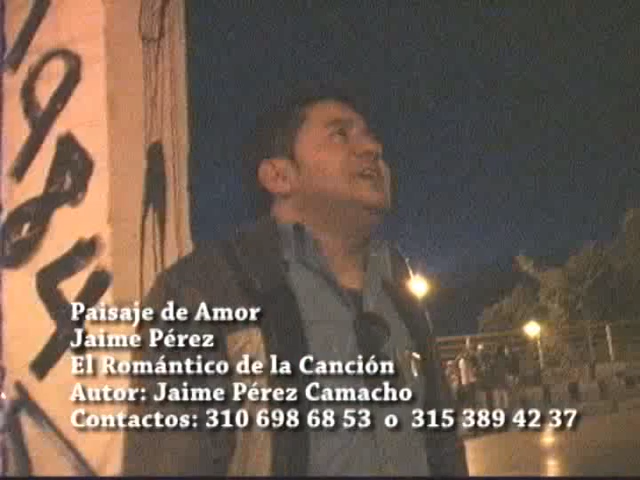 1984
Paisaje de Amor
Jaime Pérez
El Romántico de la Canción
Autor: Jaime Pérez Camacho
Contactos: 310 698 68 53 o 315 389 42 37